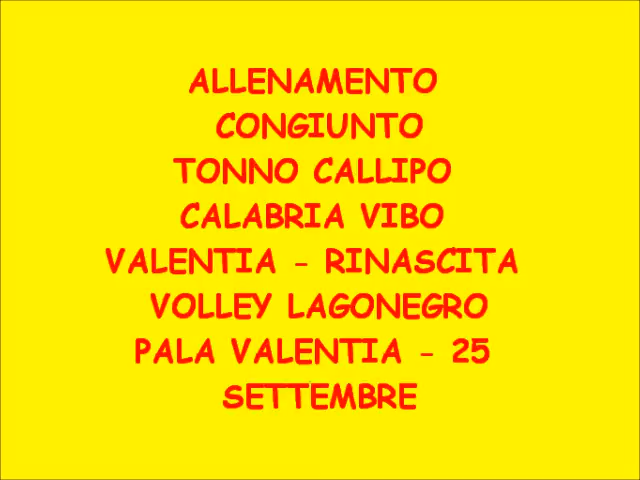 ALLENAMENTO
CONGIUNTO
TONNO CALLIPO
CALABRIA VIBO
VALENTIA - RINASCITA
VOLLEY LAGONEGRO
PALA VALENTIA - 25
SETTEMBRE